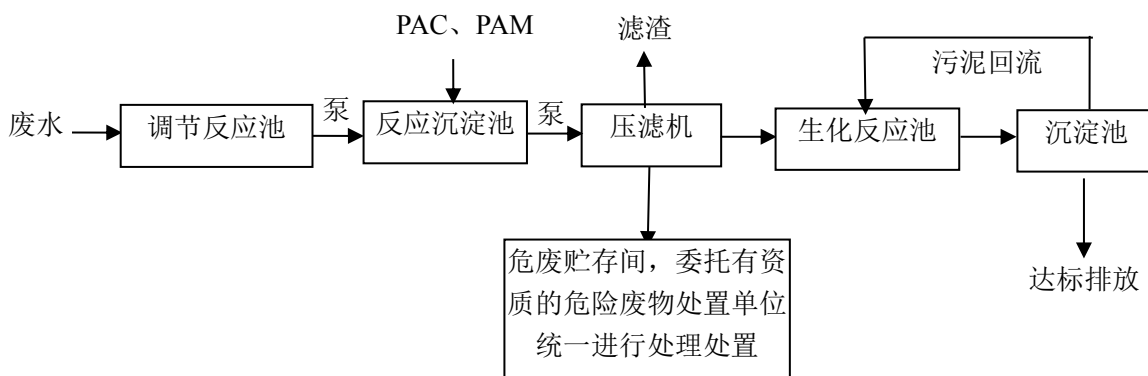 PAC、PAM
滤渣
污泥回流
废水
调节反应池
泵
反应沉淀池
泵
压滤机
生化反应池
沉淀池
危废贮存间，委托有资
质的危险废物处置单位
统一进行处理处置
达标排放